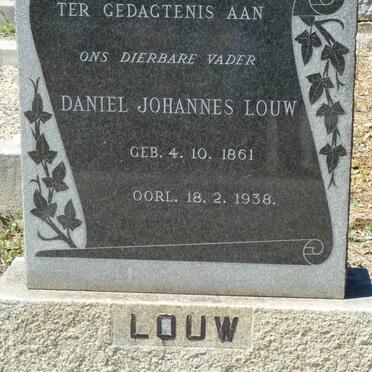 TER GEDAGTENIS AAN
ONS DIERBARE VADER
DANIEL JOHANNES LOUW
GEB. 4. 10. 1861
OORL. 18. 2. 1938.
LOUW